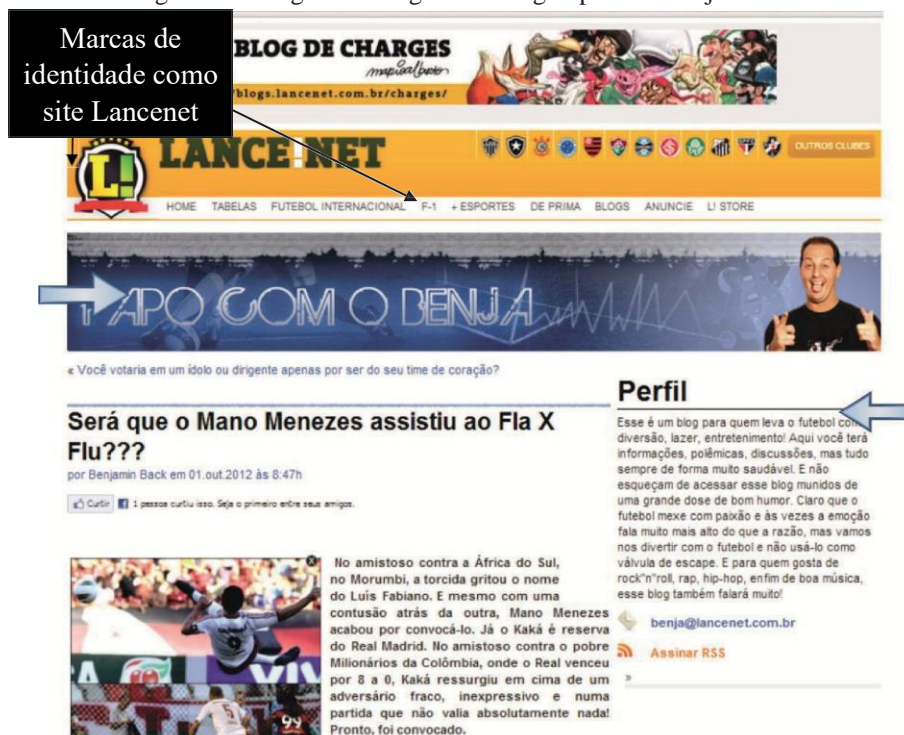 Marcas de
identidade como
site Lancenet
BLOG DE CHARGES
/blogs.lancenet.com.br/charges/
L!
LANCE!NET
OUTROS CLUBES
HOME TABELAS FUTEBOL INTERNACIONAL F-1 + ESPORTES DE PRIMA BLOGS ANUNCIE L! STORE
PAPO COM O BENJA
« Você votaria em um ídolo ou dirigente apenas por ser do seu time de coração?
Será que o Mano Menezes assistiu ao Fla X
Flu???
por Benjamin Back em 01.out.2012 às 8:47h
Curtir 1 pessoa curtiu isso. Seja o primeiro entre seus amigos.
No amistoso contra a África do Sul,
no Morumbi, a torcida gritou o nome
do Luís Fabiano. E mesmo com uma
contusão atrás da outra, Mano Menezes
acabou por convocá-lo. Já o Kaká é reserva
do Real Madrid. No amistoso contra o pobre
Milionários da Colômbia, onde o Real venceu
por 8 a 0, Kaká ressurgiu em cima de um
adversário fraco, inexpressivo e numa
partida que não valia absolutamente nada!
Pronto, foi convocado.
Perfil
Esse é um blog para quem leva o futebol com
diversão, lazer, entretenimento! Aqui você terá
informações, polêmicas, discussões, mas tudo
sempre de forma muito saudável. E não
esqueçam de acessar esse blog munidos de
uma grande dose de bom humor. Claro que o
futebol mexe com paixão e às vezes a emoção
fala muito mais alto do que a razão, mas vamos
nos divertir com o futebol e não usá-lo como
válvula de escape. E para quem gosta de
rock"n"roll, rap, hip-hop, enfim de boa música,
esse blog também falará muito!
benja@lancenet.com.br
Assinar RSS
»